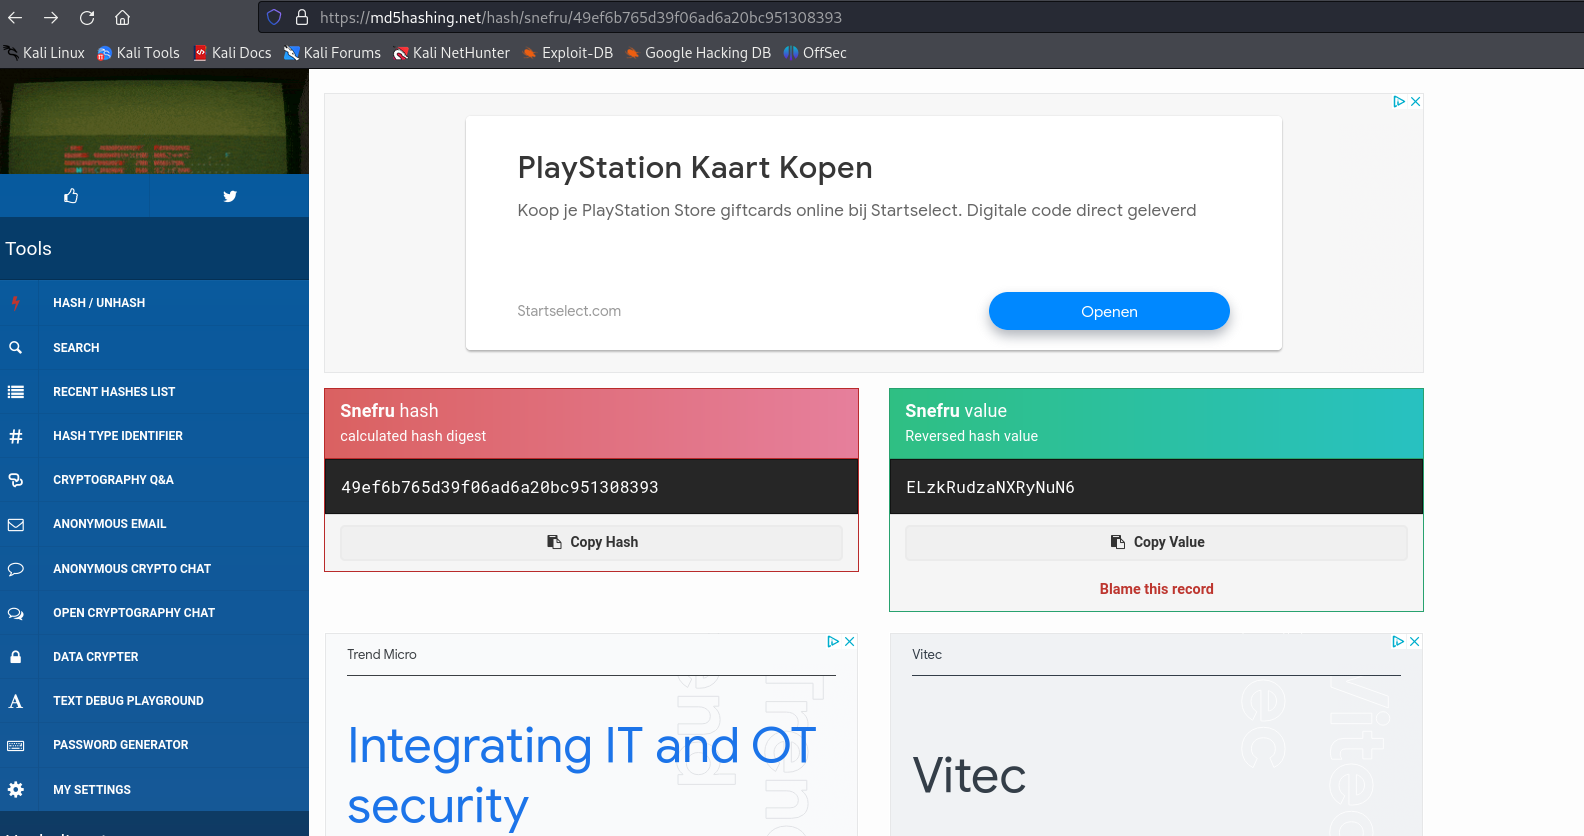 https://md5hashing.net/hash/snefru/49ef6b765d39f06ad6a20bc951308393
Kali Linux Kali Tools Kali Docs Kali Forums Kali NetHunter Exploit-DB Google Hacking DB OffSec
Tools
HASH / UNHASH
SEARCH
RECENT HASHES LIST
HASH TYPE IDENTIFIER
CRYPTOGRAPHY Q&A
ANONYMOUS EMAIL
ANONYMOUS CRYPTO CHAT
OPEN CRYPTOGRAPHY CHAT
DATA CRYPTER
TEXT DEBUG PLAYGROUND
PASSWORD GENERATOR
MY SETTINGS
PlayStation Kaart Kopen
Koop je PlayStation Store giftcards online bij Startselect. Digitale code direct geleverd
Startselect.com
Openen
Snefru hash
calculated hash digest
49ef6b765d39f06ad6a20bc951308393
Copy Hash
Snefru value
Reversed hash value
ELzkRudzaNXRyNuN6
Copy Value
Blame this record
Trend Micro
Integrating IT and OT
security
Trend
end
Vitec
Vitec
Vitec
ec